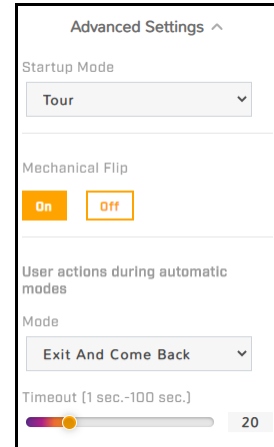 Advanced Settings
Startup Mode
Tour
Mechanical Flip
On Off
User actions during automatic
modes
Mode
Exit And Come Back
Timeout (1 sec.-100 sec.)
20